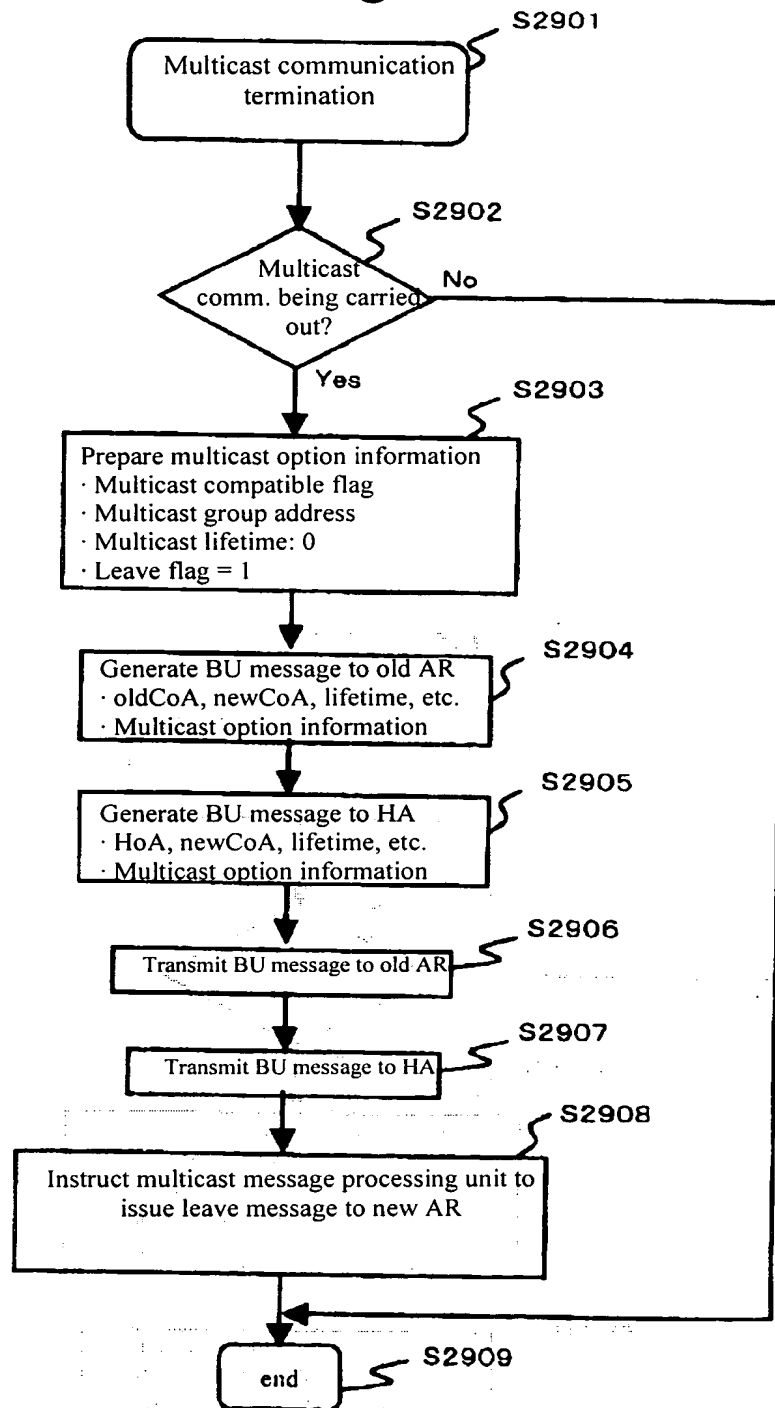 S2901
Multicast communication
termination
S2902
Multicast
comm. being carried
out?
No
Yes
S2903
Prepare multicast option information
· Multicast compatible flag
· Multicast group address
· Multicast lifetime: 0
· Leave flag = 1
S2904
Generate BU message to old AR
· oldCoA, newCoA, lifetime, etc.
· Multicast option information
S2905
Generate BU message to HA
· HoA, newCoA, lifetime, etc.
· Multicast option information
S2906
Transmit BU message to old AR
S2907
Transmit BU message to HA
S2908
Instruct multicast message processing unit to
issue leave message to new AR
end
S2909